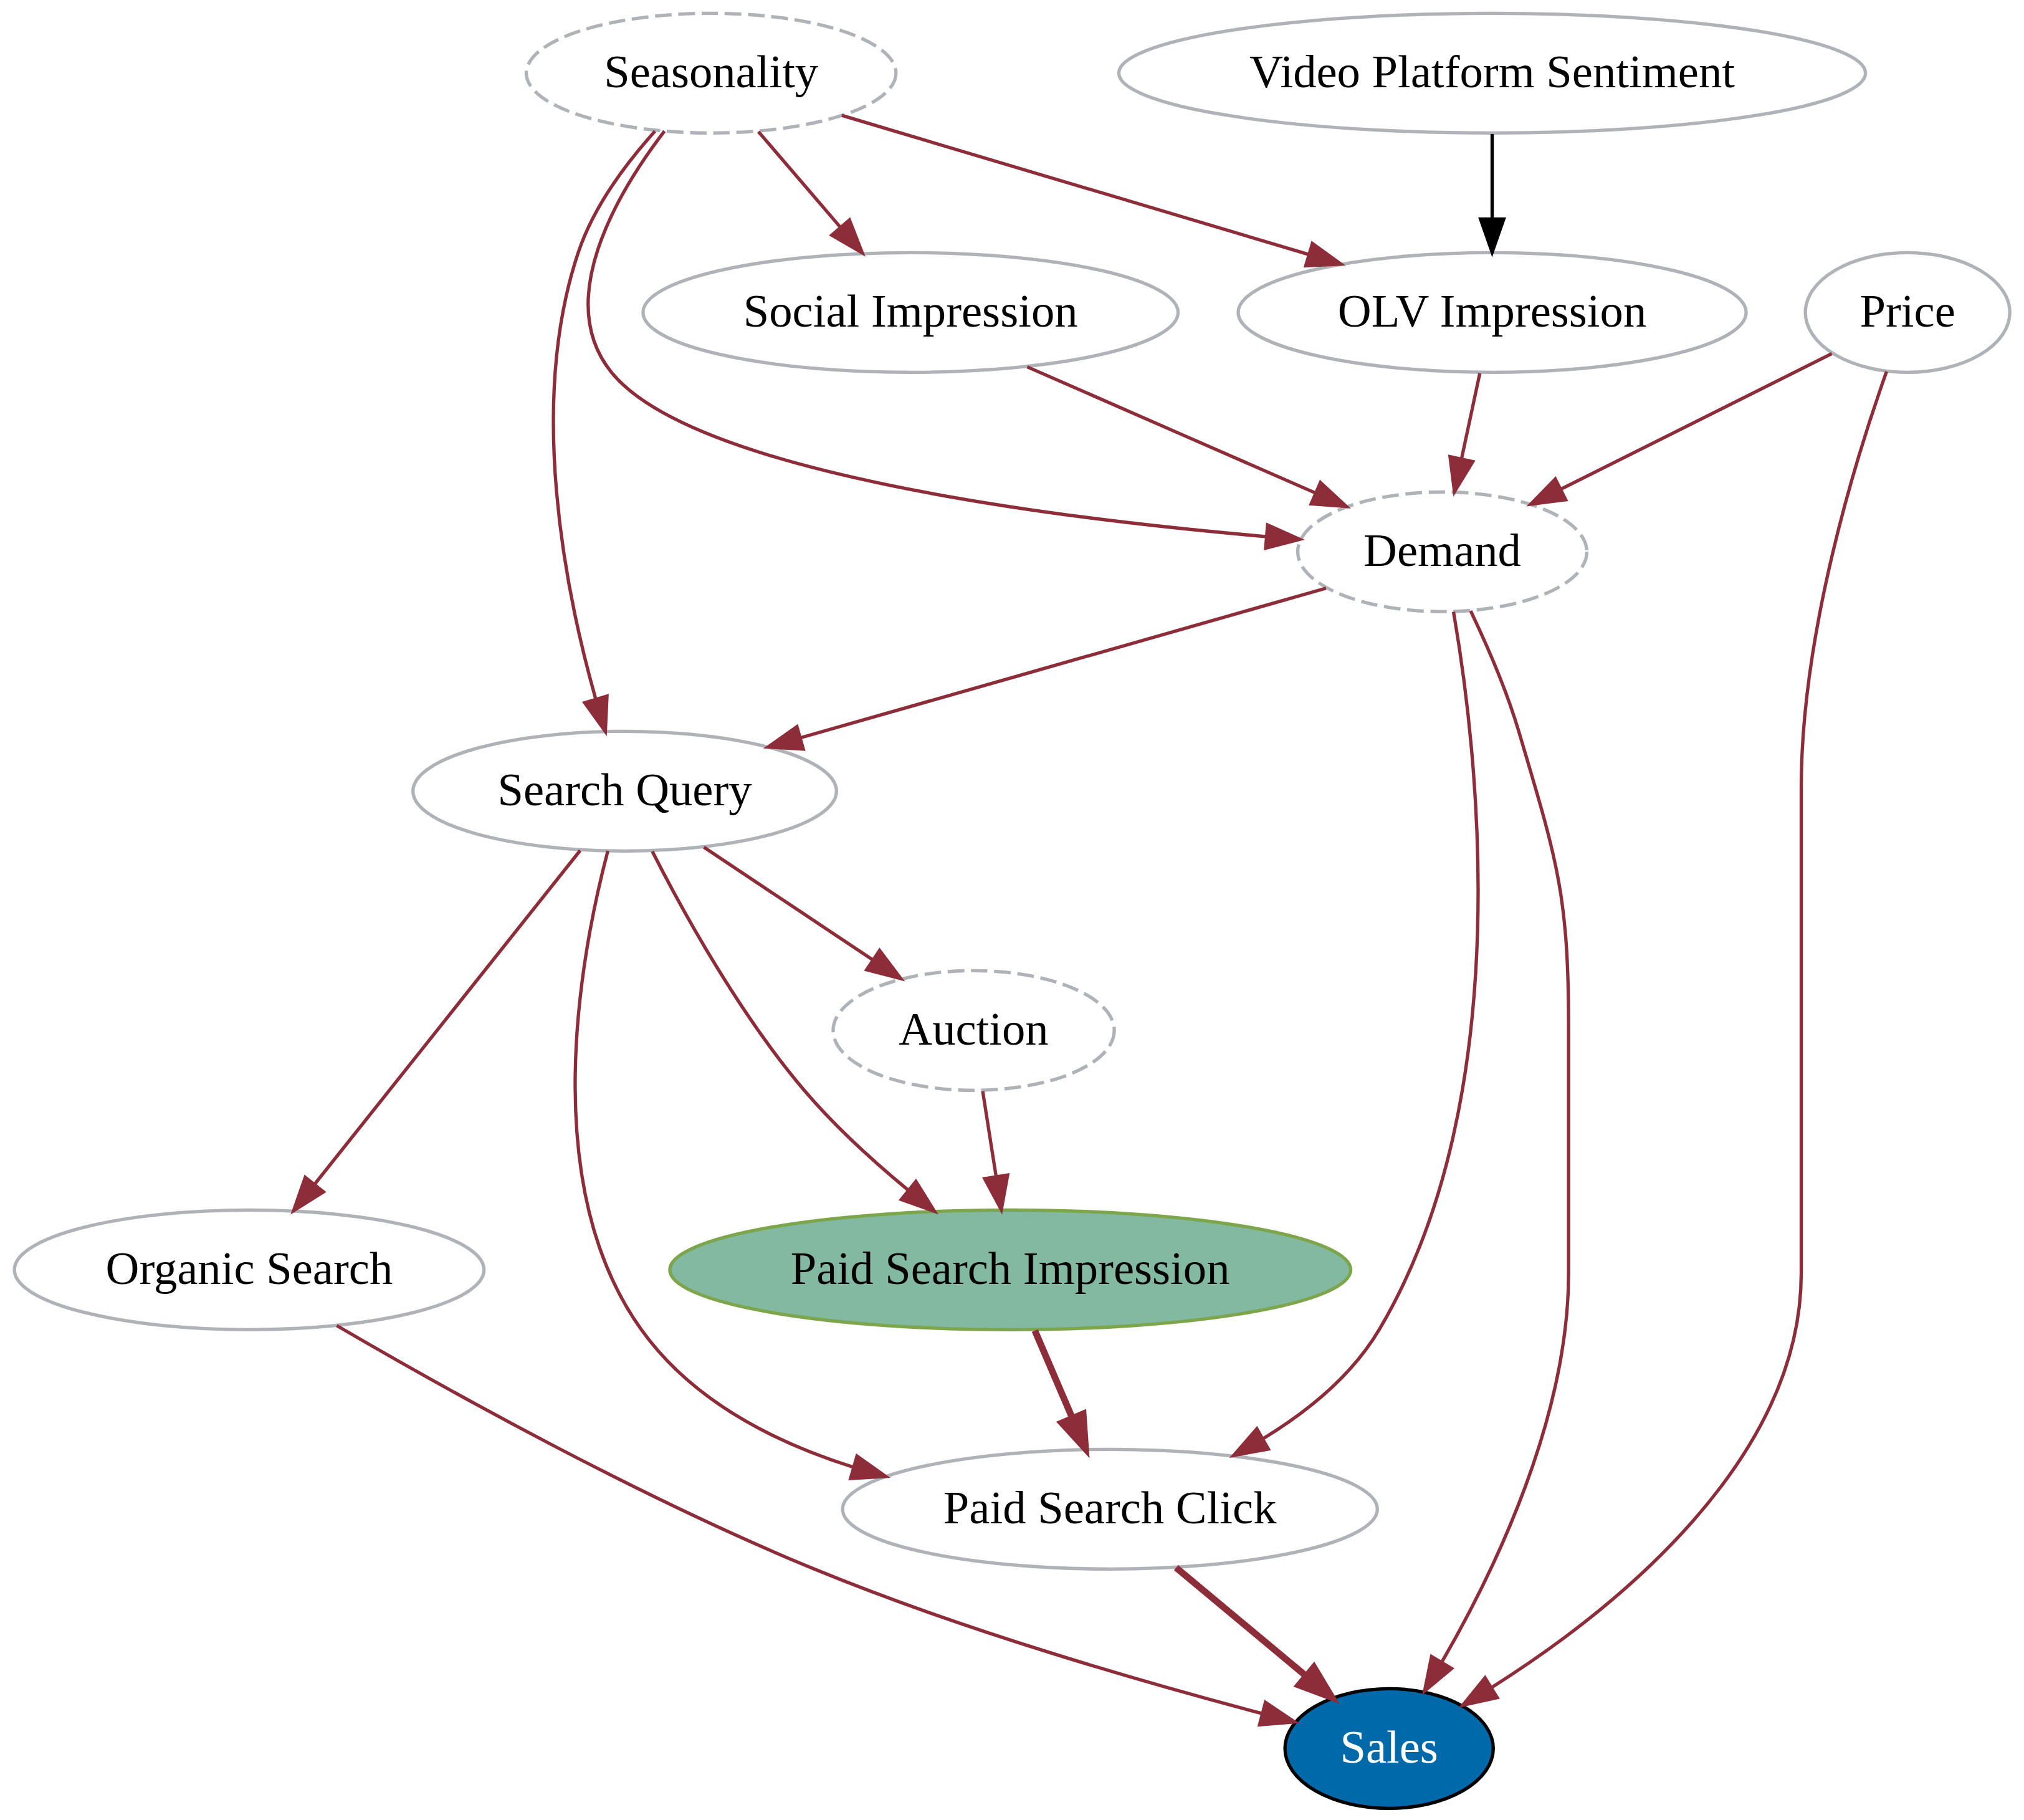 Seasonality
Video Platform Sentiment
Social Impression
OLV Impression
Price
Demand
Search Query
Auction
Organic Search
Paid Search Impression
Paid Search Click
Sales